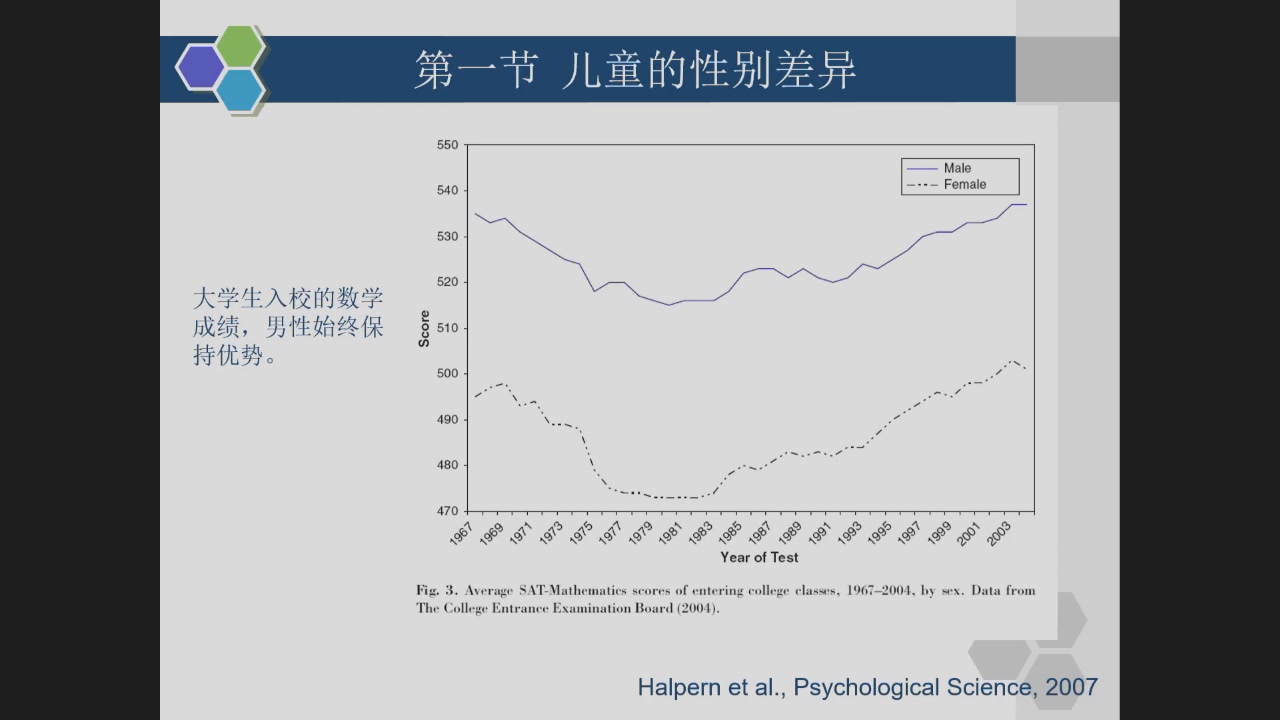 第一节 儿童的性别差异
大学生入校的数学
成绩，男性始终保
持优势。
550
540
530
520
510
500
490
480
470
Score
Male
Female
1967
1969
1971
1973
1975
1977
1979
1981
1983
1985
1987
1989
1991
1993
1995
1997
1999
2001
2003
Year of Test
Fig. 3. Average SAT-Mathematics scores of entering college classes, 1967–2004, by sex. Data from
The College Entrance Examination Board (2004).
Halpern et al., Psychological Science, 2007